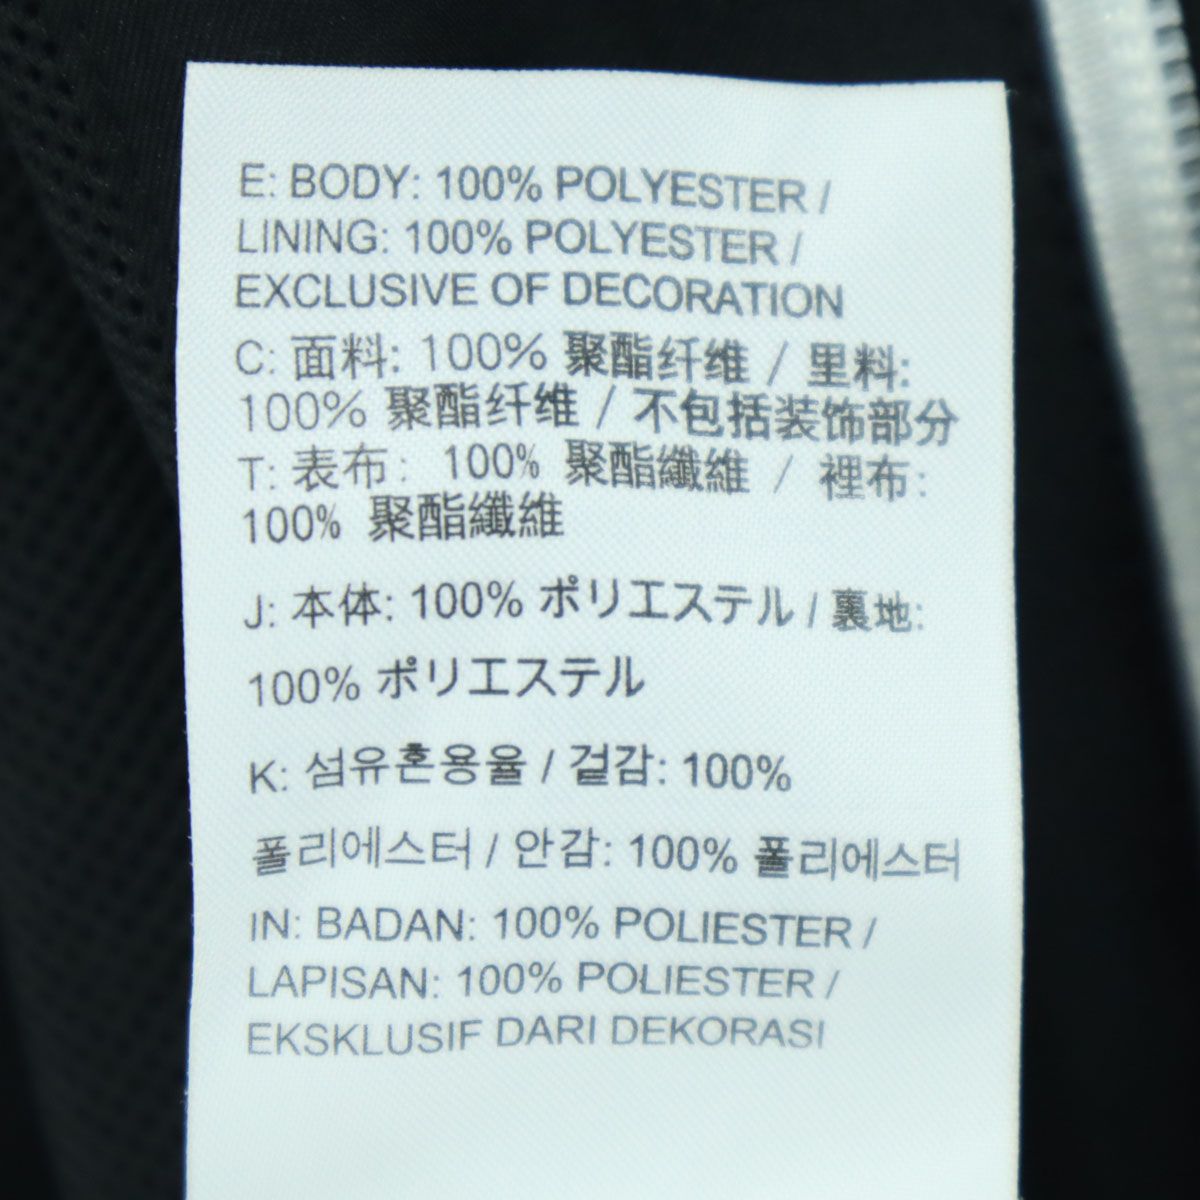 E: BODY: 100% POLYESTER /
LINING: 100% POLYESTER /
EXCLUSIVE OF DECORATION
C: 面料: 100% 聚酯纤维 / 里料:
100% 聚酯纤维 / 不包括装饰部分
T: 表布: 100% 聚酯纖維 / 裡布:
100% 聚酯纖維
J: 本体: 100% ポリエステル / 裏地:
100% ポリエステル
K: 섬유혼용율 / 겉감: 100%
폴리에스터 / 안감: 100% 폴리에스터
IN: BADAN: 100% POLIESTER /
LAPISAN: 100% POLIESTER /
EKSKLUSIF DARI DEKORASI